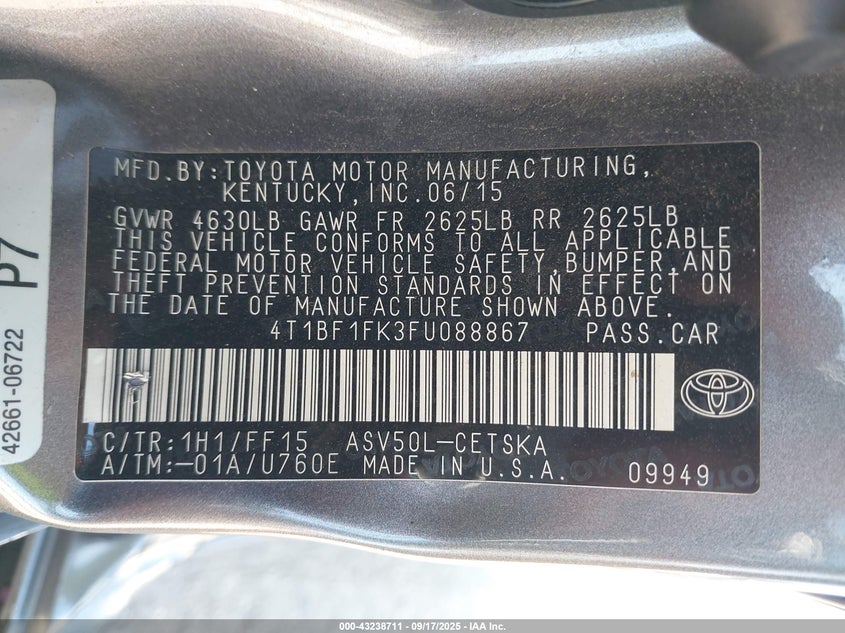 MFD.BY:TOYOTA MOTOR MANUFACTURING,
KENTUCKY,INC.06/15
GVWR 4630LB GAWR FR 2625LB RR 2625LB
THIS VEHICLE CONFORMS TO ALL APPLICABLE
FEDERAL MOTOR VEHICLE SAFETY,BUMPER,AND
THEFT PREVENTION STANDARDS IN EFFECT ON
THE DATE OF MANUFACTURE SHOWN ABOVE.
4T1BF1FK3FU088867 PASS.CAR
C/TR:1H1/FF15 ASV50L-CETSKA
A/TM:-01A/U760E MADE IN U.S.A. 09949
42661-06722 P7
000-43238711 - 09/17/2025 - IAA Inc.